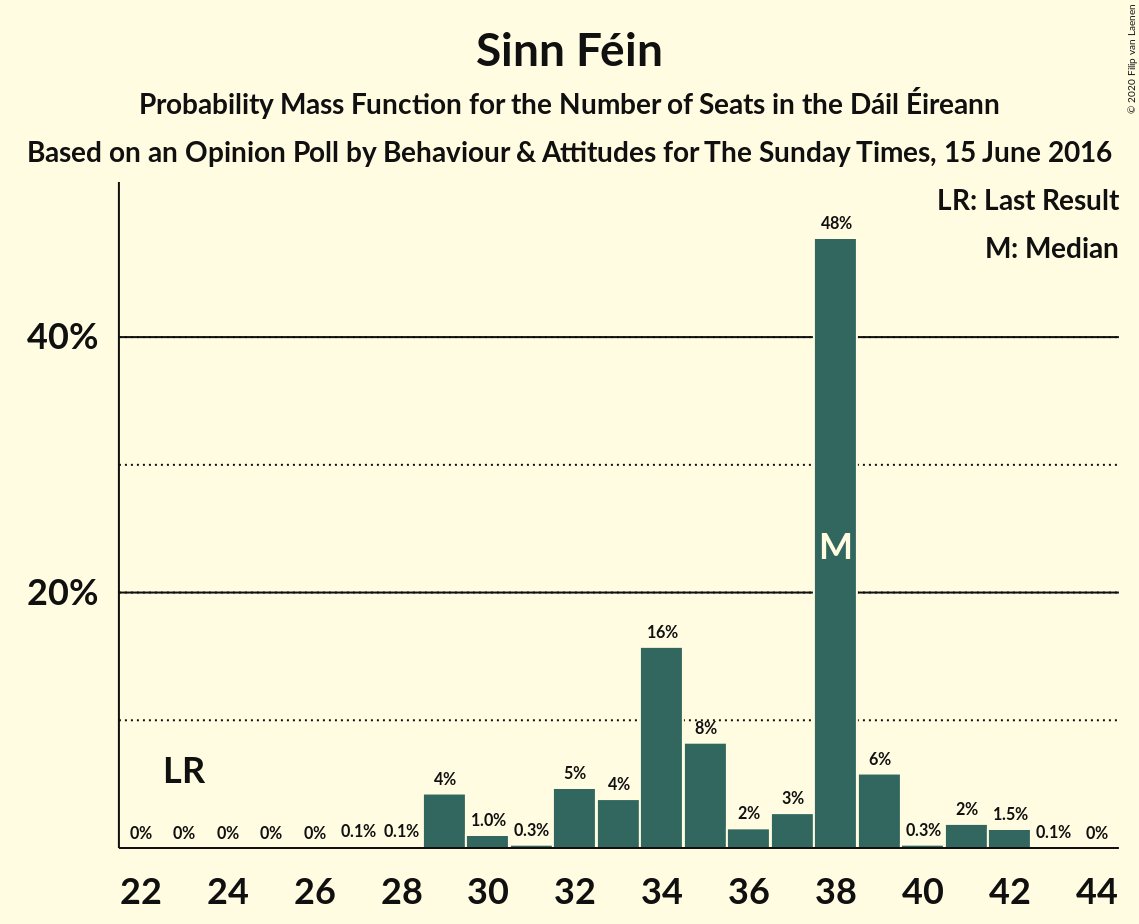 Sinn Féin
Probability Mass Function for the Number of Seats in the Dáil Éireann
Based on an Opinion Poll by Behaviour & Attitudes for The Sunday Times, 15 June 2016
© 2020 Filip van Laenen
LR: Last Result
M: Median
48%
40%
M
20%
16%
8%
LR
6%
5%
4%
4%
3%
2%
2%
1.5%
1.0%
0.3%
0.3%
0% 0% 0% 0% 0% 0.1% 0.1% 0.1% 0%
22 24 26 28 30 32 34 36 38 40 42 44